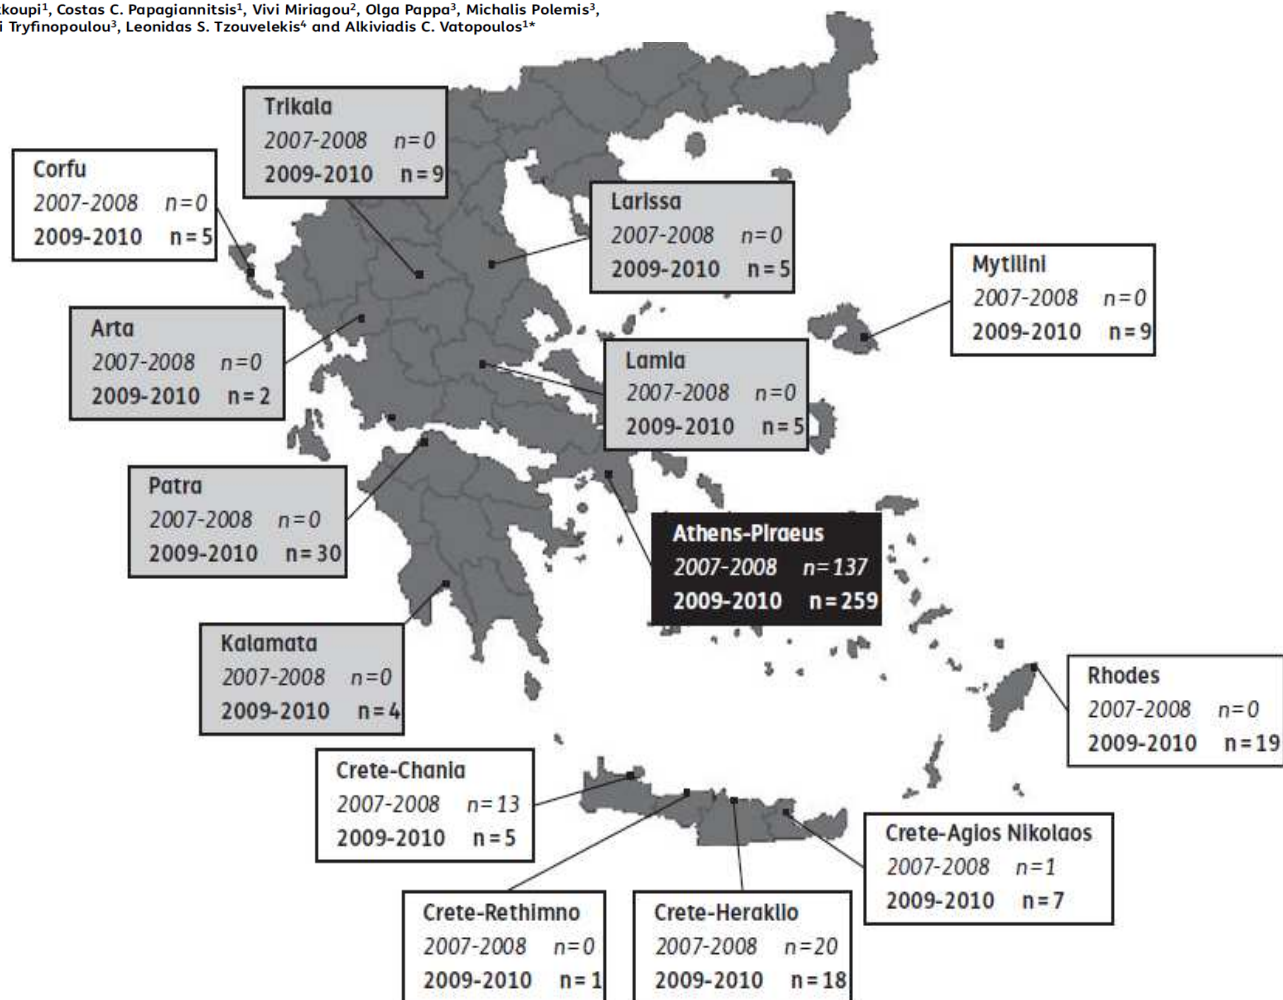 kkoupi¹, Costas C. Papagiannitsis¹, Vivi Miriagou², Olga Pappa³, Michalis Polemis³,
i Tryfinopoulou³, Leonidas S. Tzouvelekis⁴ and Alkiviadis C. Vatopoulos¹*
Trikala
2007-2008 n=0
2009-2010 n=9
Corfu
2007-2008 n=0
2009-2010 n=5
Larissa
2007-2008 n=0
2009-2010 n=5
Mytilini
2007-2008 n=0
2009-2010 n=9
Arta
2007-2008 n=0
2009-2010 n=2
Lamia
2007-2008 n=0
2009-2010 n=5
Patra
2007-2008 n=0
2009-2010 n=30
Athens-Piraeus
2007-2008 n=137
2009-2010 n=259
Kalamata
2007-2008 n=0
2009-2010 n=4
Rhodes
2007-2008 n=0
2009-2010 n=19
Crete-Chania
2007-2008 n=13
2009-2010 n=5
Crete-Agios Nikolaos
2007-2008 n=1
2009-2010 n=7
Crete-Rethimno
2007-2008 n=0
2009-2010 n=1
Crete-Heraklio
2007-2008 n=20
2009-2010 n=18